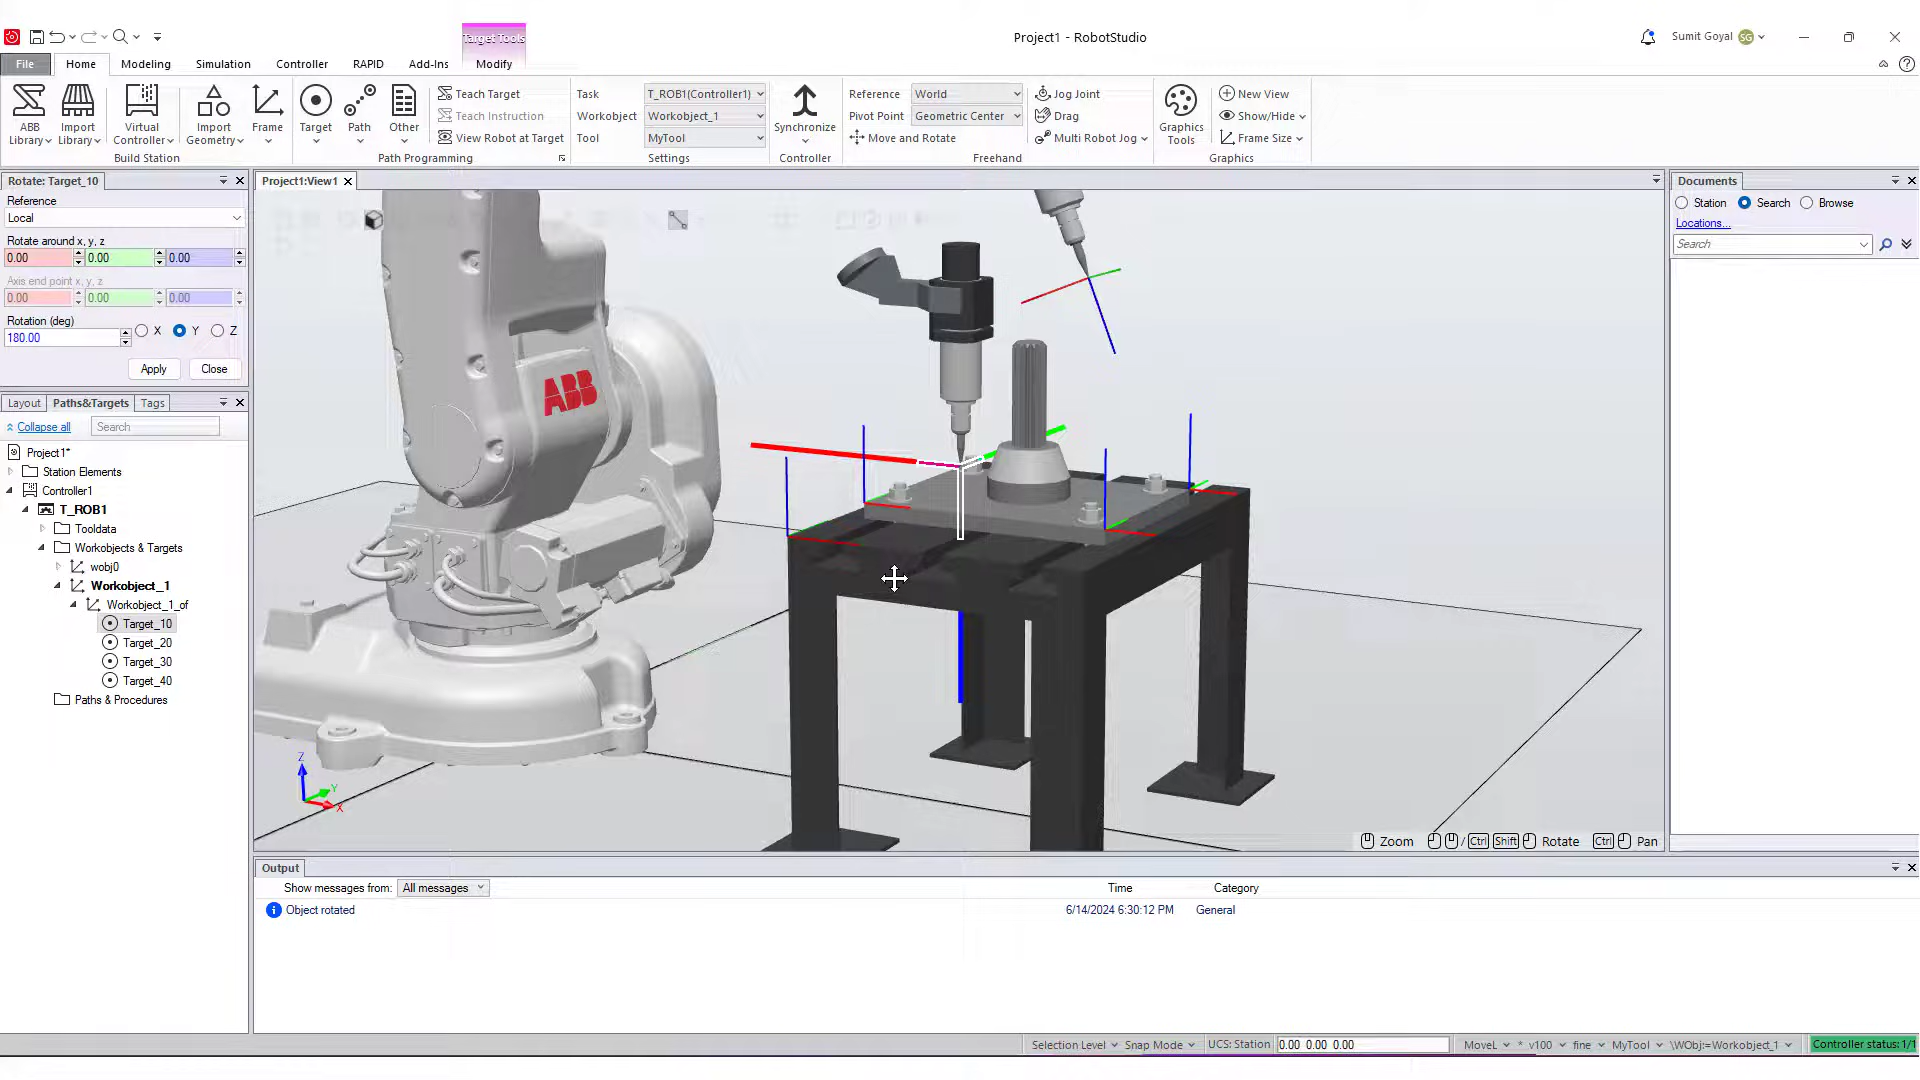 Project1 - RobotStudio
Sumit Goyal SG
Target Tools
File Home Modeling Simulation Controller RAPID Add-Ins Modify
ABB Library
Import Library
Virtual Controller
Import Geometry
Frame
Build Station
Target
Path
Other
Teach Target
Teach Instruction
View Robot at Target
Path Programming
Task T_ROB1(Controller1)
Workobject Workobject_1
Tool MyTool
Settings
Synchronize
Controller
Reference World
Pivot Point Geometric Center
Move and Rotate
Jog Joint
Drag
Multi Robot Jog
Freehand
Graphics Tools
New View
Show/Hide
Frame Size
Graphics
Rotate: Target_10
Reference
Local
Rotate around x, y, z
0.00 0.00 0.00
Axis end point x, y, z
0.00 0.00 0.00
Rotation (deg)
180.00 X Y Z
Apply Close
Layout Paths&Targets Tags
Collapse all Search
Project1*
Station Elements
Controller1
T_ROB1
Tooldata
Workobjects & Targets
wobj0
Workobject_1
Workobject_1_of
Target_10
Target_20
Target_30
Target_40
Paths & Procedures
Project1:View1
ABB
Z
Y
X
Zoom / Ctrl Shift Rotate Ctrl Pan
Documents
Station Search Browse
Locations...
Search
Output
Show messages from: All messages Time Category
Object rotated 6/14/2024 6:30:12 PM General
Selection Level Snap Mode UCS: Station 0.00 0.00 0.00 MoveL * v100 fine MyTool \WObj:=Workobject_1 Controller status: 1/1